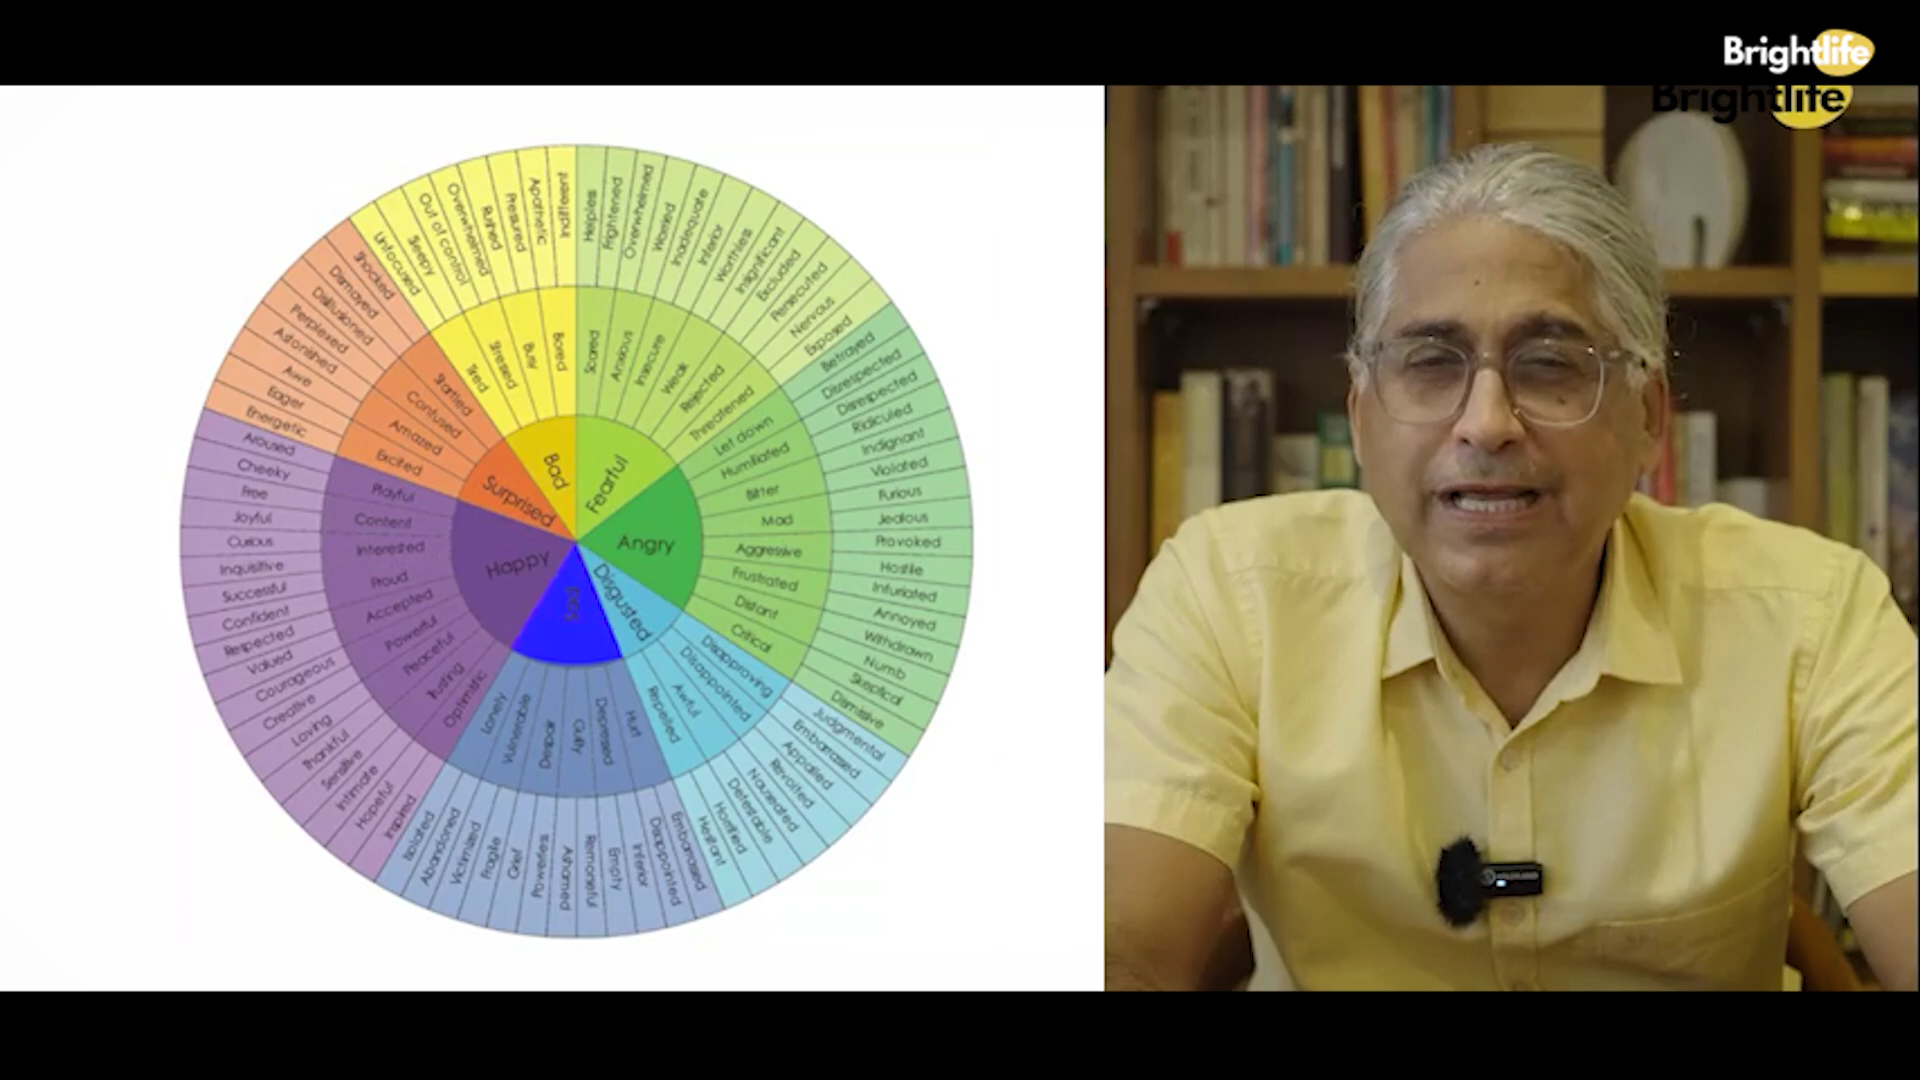 Brightlife
Brightlife
Bad
Fearful
Angry
Disgusted
Sad
Happy
Surprised
Bored
Busy
Stressed
Tired
Scared
Anxious
Insecure
Weak
Rejected
Threatened
Let down
Humiliated
Bitter
Mad
Aggressive
Frustrated
Distant
Critical
Disapproving
Disappointed
Awful
Repelled
Hurt
Depressed
Guilty
Despair
Vulnerable
Lonely
Optimistic
Trusting
Peaceful
Powerful
Accepted
Proud
Interested
Content
Playful
Excited
Amazed
Confused
Startled
Helpless
Frightened
Overwhelmed
Worried
Inadequate
Inferior
Worthless
Insignificant
Excluded
Persecuted
Nervous
Exposed
Betrayed
Disrespected
Disrespected
Ridiculed
Indignant
Violated
Furious
Jealous
Provoked
Hostile
Infuriated
Annoyed
Withdrawn
Numb
Skeptical
Dismissive
Judgmental
Embarrassed
Appalled
Revolted
Nauseated
Detestable
Horrified
Hesitant
Embarrassed
Disappointed
Inferior
Empty
Remorseful
Ashamed
Powerless
Grief
Fragile
Victimized
Abandoned
Isolated
Inspired
Hopeful
Intimate
Sensitive
Thankful
Loving
Creative
Courageous
Valued
Respected
Confident
Successful
Inquisitive
Curious
Joyful
Free
Cheeky
Aroused
Energetic
Eager
Awe
Astonished
Perplexed
Disillusioned
Dismayed
Shocked
Unfocused
Sleepy
Out of control
Overwhelmed
Rushed
Pressured
Apathetic
Indifferent